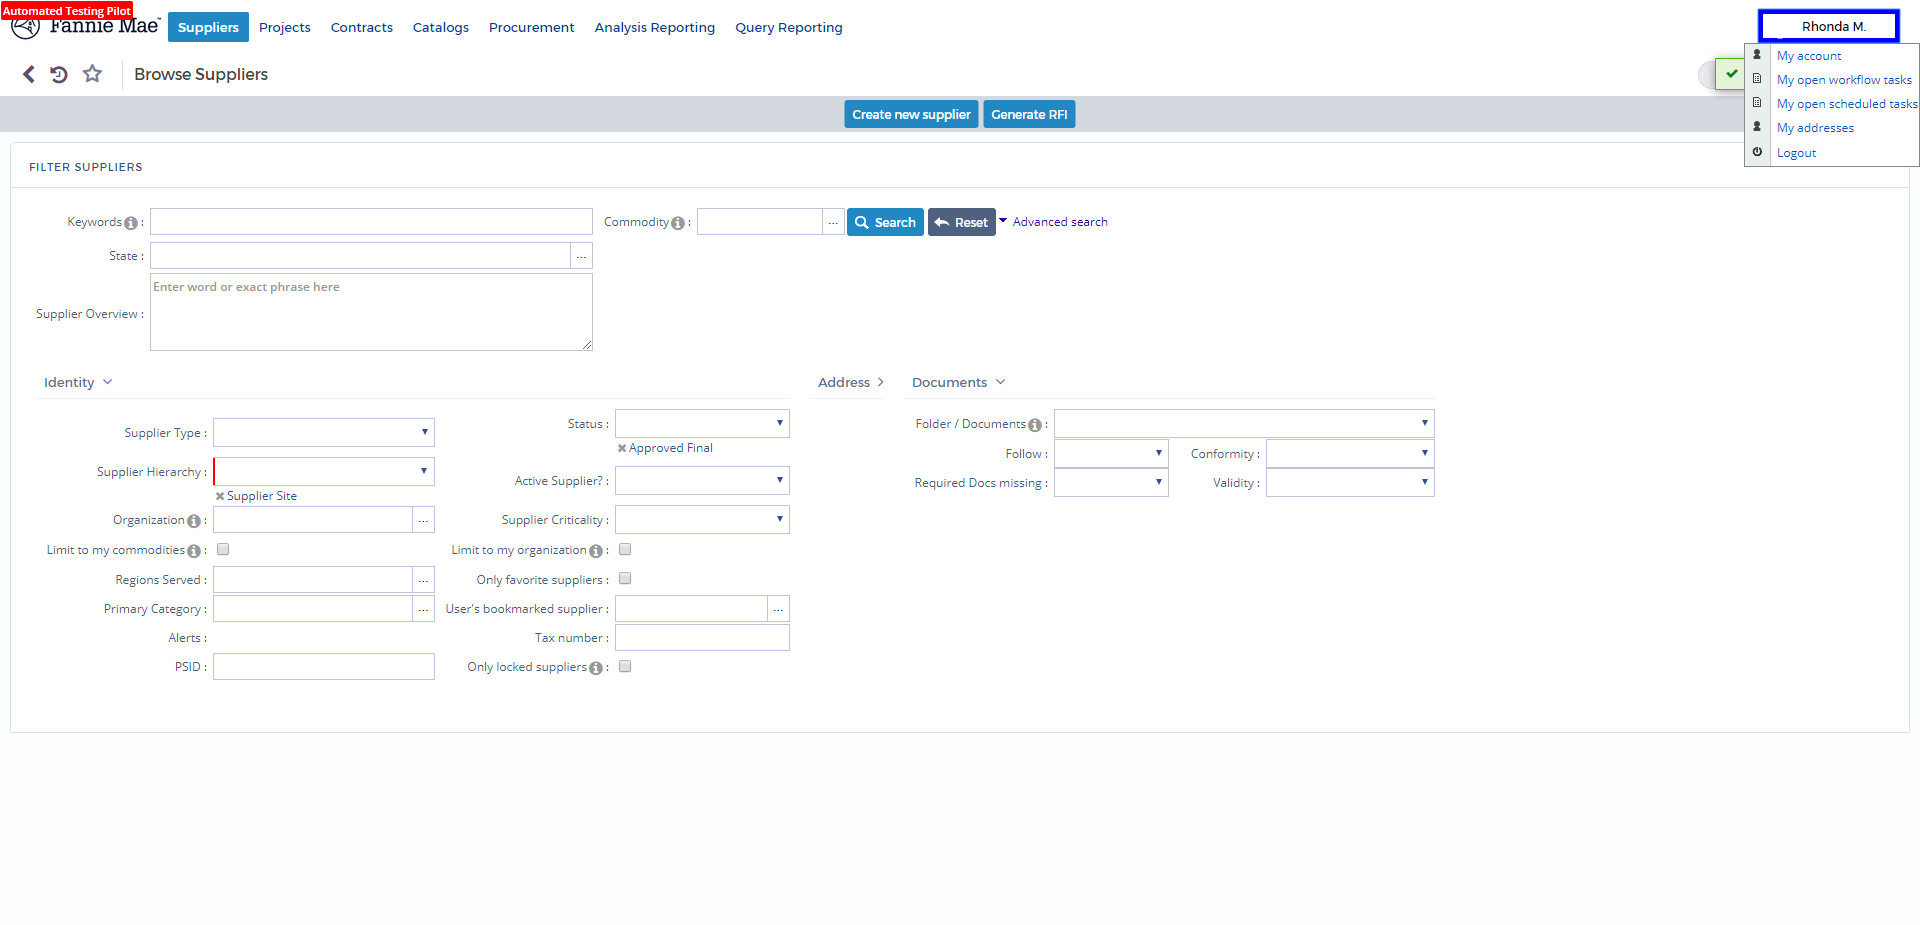 Automated Testing Pilot
Fannie Mae
Suppliers Projects Contracts Catalogs Procurement Analysis Reporting Query Reporting
Rhonda M.
My account
My open workflow tasks
My open scheduled tasks
My addresses
Logout
Browse Suppliers
Create new supplier Generate RFI
FILTER SUPPLIERS
Keywords : Commodity : ... Search Reset Advanced search
State : ...
Supplier Overview : Enter word or exact phrase here
Identity Address Documents
Supplier Type : Status :
Approved Final
Supplier Hierarchy : Active Supplier? :
Supplier Site
Organization : ... Supplier Criticality :
Limit to my commodities : Limit to my organization :
Regions Served : ... Only favorite suppliers :
Primary Category : ... User's bookmarked supplier : ...
Alerts : Tax number :
PSID : Only locked suppliers :
Folder / Documents :
Follow : Conformity :
Required Docs missing : Validity :